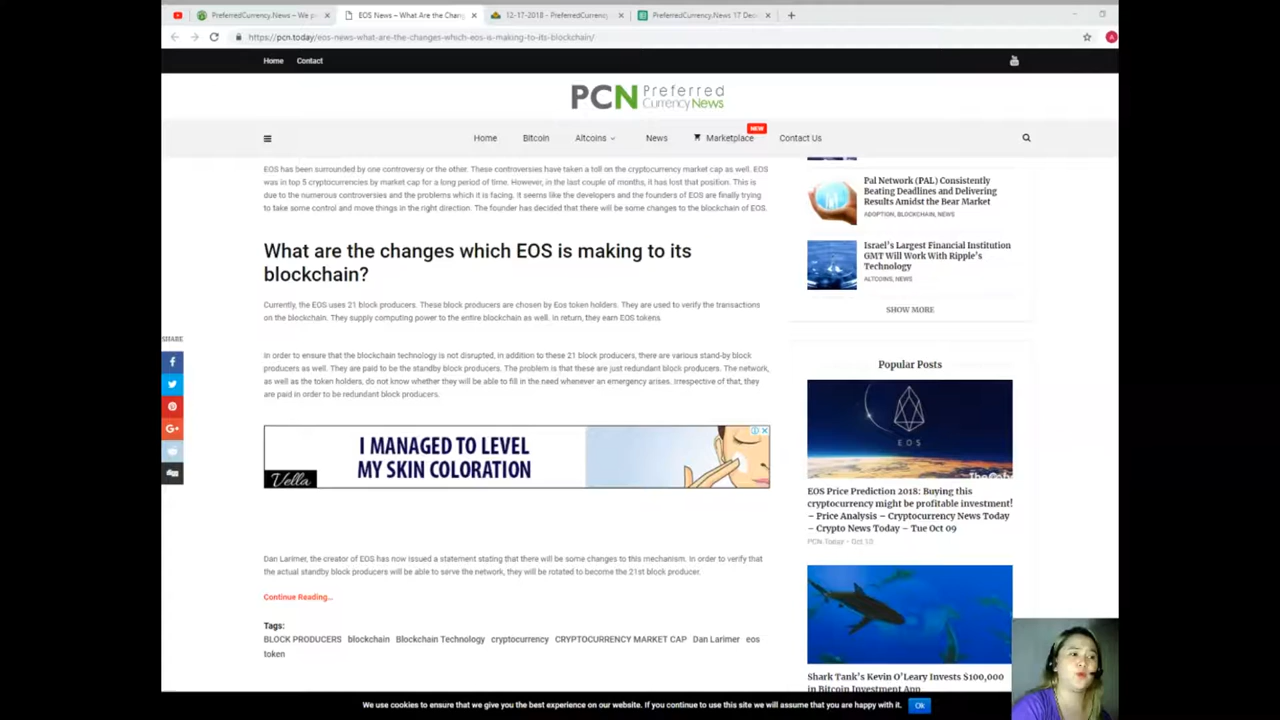 PreferredCurrency.News – We p
EOS News – What Are the Chang
12-17-2018 - PreferredCurrency
PreferredCurrency.News '17 Dec
https://pcn.today/eos-news-what-are-the-changes-which-eos-is-making-to-its-blockchain/
A
Home Contact
PCN Preferred
Currency News
NEW
Home Bitcoin Altcoins News Marketplace Contact Us
EOS has been surrounded by one controversy or the other. These controversies have taken a toll on the cryptocurrency market cap as well. EOS
was in top 5 cryptocurrencies by market cap for a long period of time. However, in the last couple of months, it has lost that position. This is
due to the numerous controversies and the problems which it is facing. It seems like the developers and the founders of EOS are finally trying
to take some control and move things in the right direction. The founder has decided that there will be some changes to the blockchain of EOS.
What are the changes which EOS is making to its
blockchain?
Currently, the EOS uses 21 block producers. These block producers are chosen by Eos token holders. They are used to verify the transactions
on the blockchain. They supply computing power to the entire blockchain as well. In return, they earn EOS tokens.
SHARE
In order to ensure that the blockchain technology is not disrupted, in addition to these 21 block producers, there are various stand-by block
producers as well. They are paid to be the standby block producers. The problem is that these are just redundant block producers. The network,
as well as the token holders, do not know whether they will be able to fill in the need whenever an emergency arises. Irrespective of that, they
are paid in order to be redundant block producers.
I MANAGED TO LEVEL
MY SKIN COLORATION
Vella
Dan Larimer, the creator of EOS has now issued a statement stating that there will be some changes to this mechanism. In order to verify that
the actual standby block producers will be able to serve the network, they will be rotated to become the 21st block producer.
Continue Reading...
Tags:
BLOCK PRODUCERS blockchain Blockchain Technology cryptocurrency CRYPTOCURRENCY MARKET CAP Dan Larimer eos
token
Pal Network (PAL) Consistently
Beating Deadlines and Delivering
Results Amidst the Bear Market
ADOPTION, BLOCKCHAIN, NEWS
Israel's Largest Financial Institution
GMT Will Work With Ripple's
Technology
ALTCOINS, NEWS
SHOW MORE
Popular Posts
EOS
EOS Price Prediction 2018: Buying this
cryptocurrency might be profitable investment!
– Price Analysis – Cryptocurrency News Today
– Crypto News Today – Tue Oct 09
PCN-Today - Oct 10
Shark Tank's Kevin O'Leary Invests $100,000
in Bitcoin Investment App
We use cookies to ensure that we give you the best experience on our website. If you continue to use this site we will assume that you are happy with it. Ok